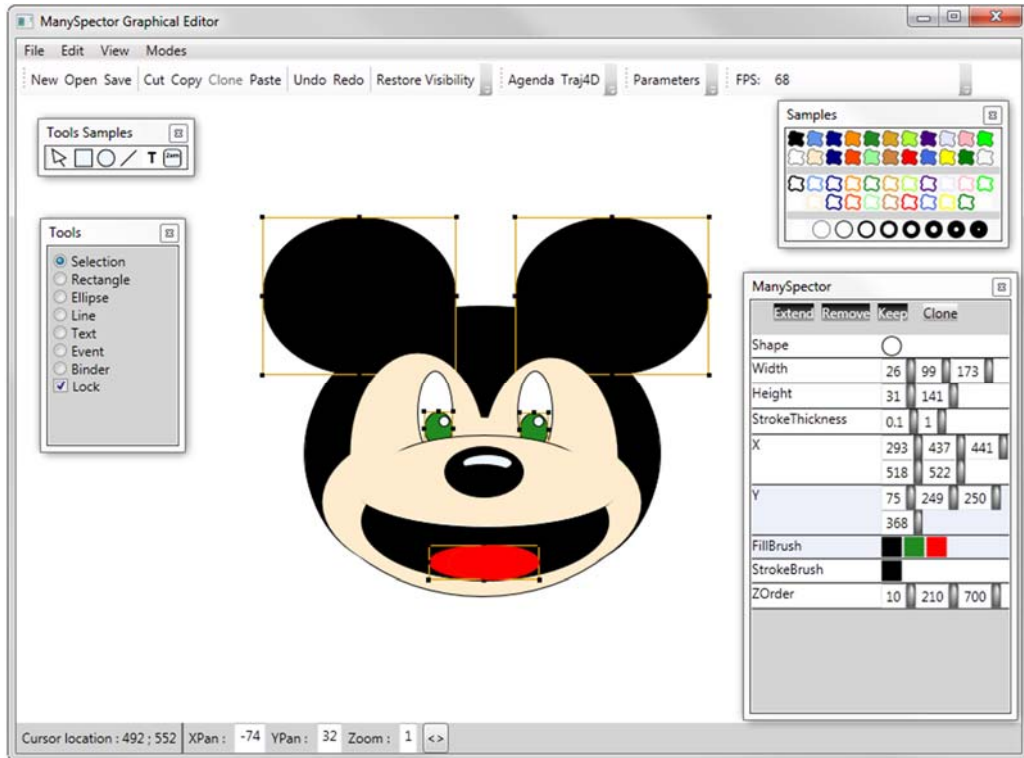 ManySpector Graphical Editor
File Edit View Modes
New Open Save Cut Copy Clone Paste Undo Redo Restore Visibility Agenda Traj4D Parameters FPS: 68
Tools Samples
T
Samples
Tools
Selection
Rectangle
Ellipse
Line
Text
Event
Binder
Lock
ManySpector
Extend Remove Keep Clone
Shape
Width 26 99 173
Height 31 141
StrokeThickness 0.1 1
X 293 437 441
518 522
Y 75 249 250
368
FillBrush
StrokeBrush
ZOrder 10 210 700
Cursor location : 492 ; 552 XPan : -74 YPan : 32 Zoom : 1 <>